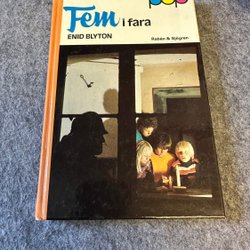 pop
Fem i fara
ENID BLYTON
Rabén & Sjögren